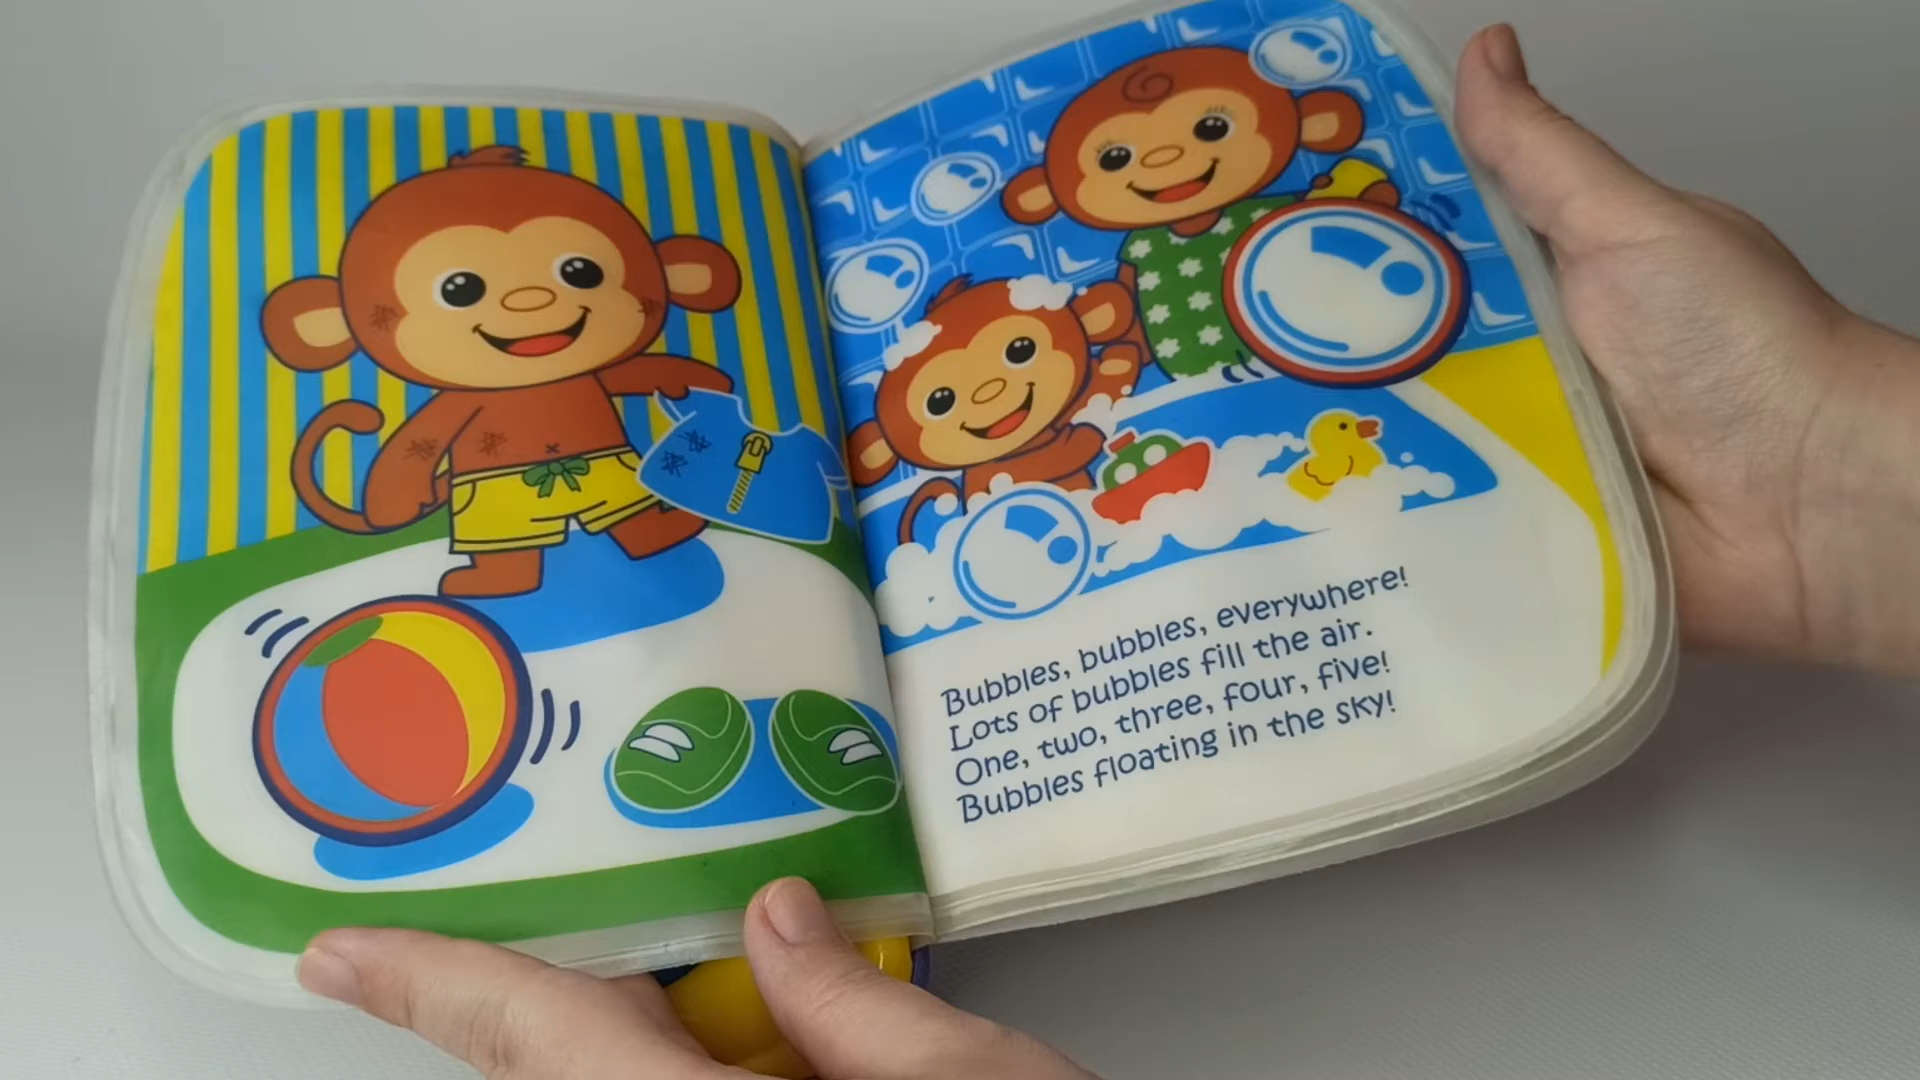 Bubbles, bubbles, everywhere!
Lots of bubbles fill the air.
One, two, three, four, five!
Bubbles floating in the sky!